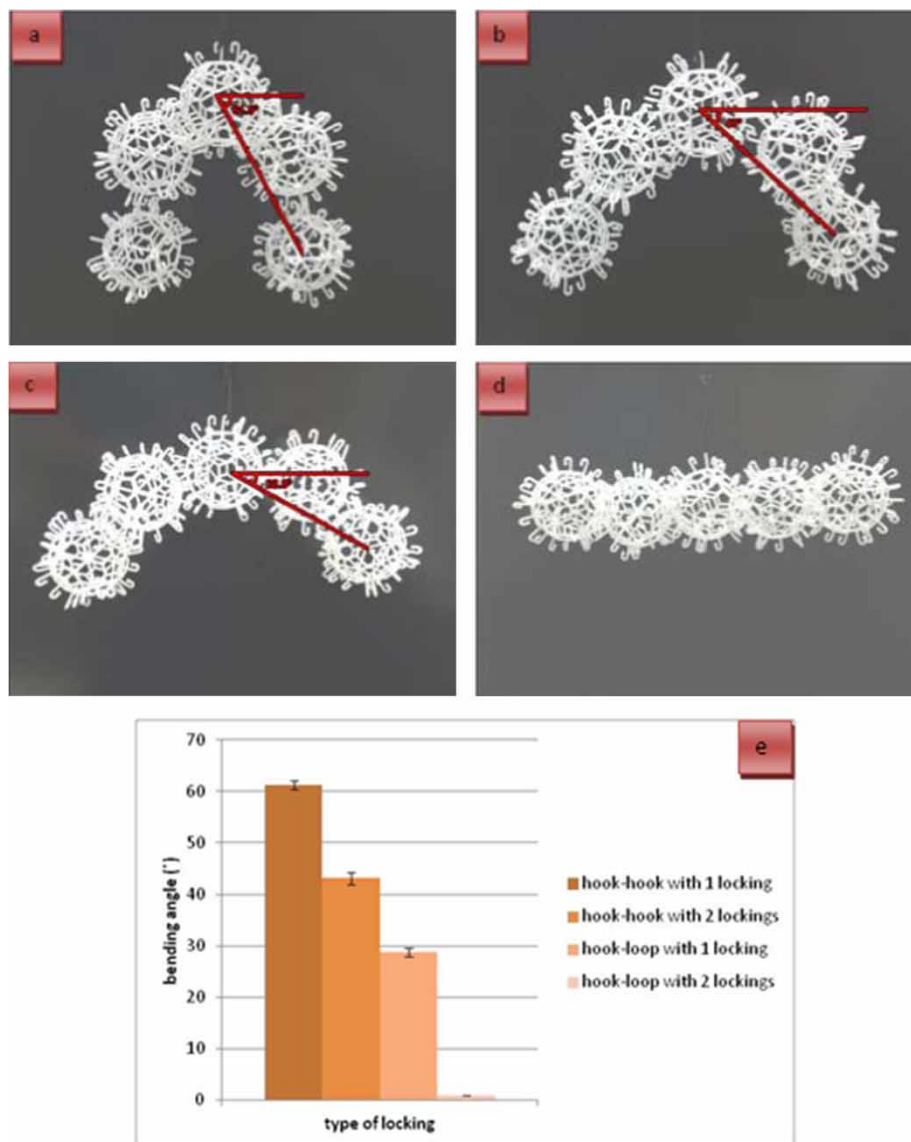 a
b
c
d
e
70
60
50
40
30
20
10
0
bending angle (°)
type of locking
hook-hook with 1 locking
hook-hook with 2 lockings
hook-loop with 1 locking
hook-loop with 2 lockings